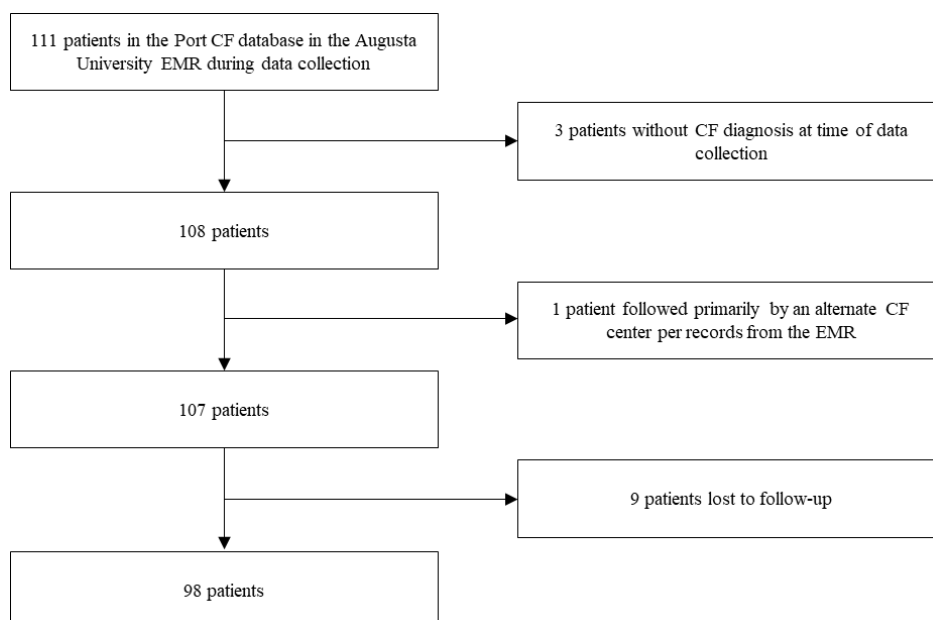 111 patients in the Port CF database in the Augusta
University EMR during data collection
3 patients without CF diagnosis at time of data
collection
108 patients
1 patient followed primarily by an alternate CF
center per records from the EMR
107 patients
9 patients lost to follow-up
98 patients